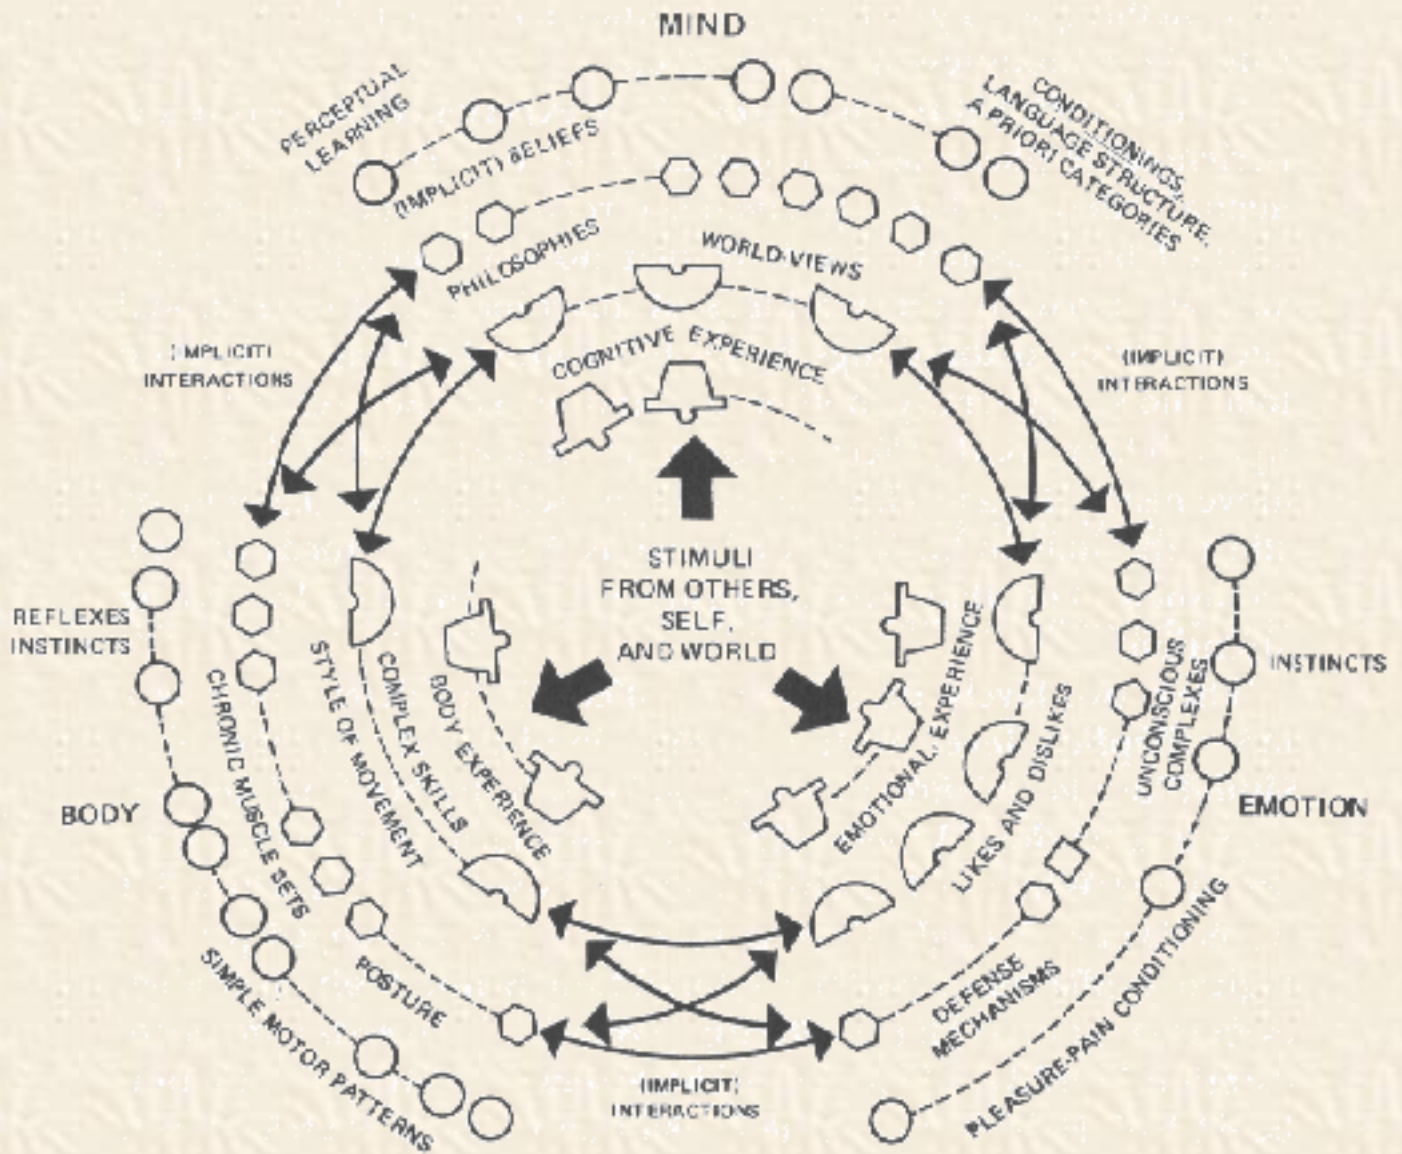 MIND
PERCEPTUAL
LEARNING
(IMPLICIT) BELIEFS
CONDITIONINGS,
LANGUAGE STRUCTURE,
A PRIORI CATEGORIES
PHILOSOPHIES
WORLD-VIEWS
COGNITIVE EXPERIENCE
(IMPLICIT)
INTERACTIONS
(IMPLICIT)
INTERACTIONS
STIMULI
FROM OTHERS,
SELF,
AND WORLD
REFLEXES
INSTINCTS
CHRONIC MUSCLE SETS
STYLE OF MOVEMENT
COMPLEX SKILLS
BODY EXPERIENCE
EMOTIONAL EXPERIENCE
LIKES AND DISLIKES
UNCONSCIOUS
COMPLEXES
INSTINCTS
BODY
EMOTION
SIMPLE MOTOR PATTERNS
POSTURE
DEFENSE
MECHANISMS
PLEASURE-PAIN CONDITIONING
(IMPLICIT)
INTERACTIONS